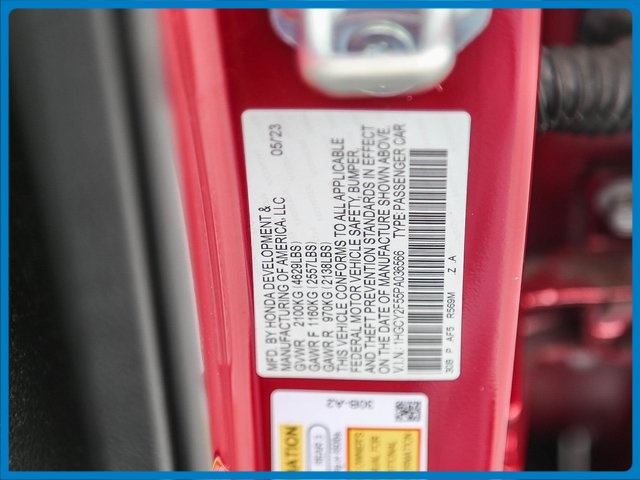 MFD. BY HONDA DEVELOPMENT &
MANUFACTURING OF AMERICA, LLC. 05/23
GVWR 2100KG(4629LBS)
GAWR F 1160KG(2557LBS)
GAWR R 970KG(2138LBS)
THIS VEHICLE CONFORMS TO ALL APPLICABLE
FEDERAL MOTOR VEHICLE SAFETY, BUMPER,
AND THEFT PREVENTION STANDARDS IN EFFECT
ON THE DATE OF MANUFACTURE SHOWN ABOVE.
V.I.N.: 1HGCY2F55PA036566 TYPE:PASSENGER CAR
30B P AF5 R569M Z A
30B-A2